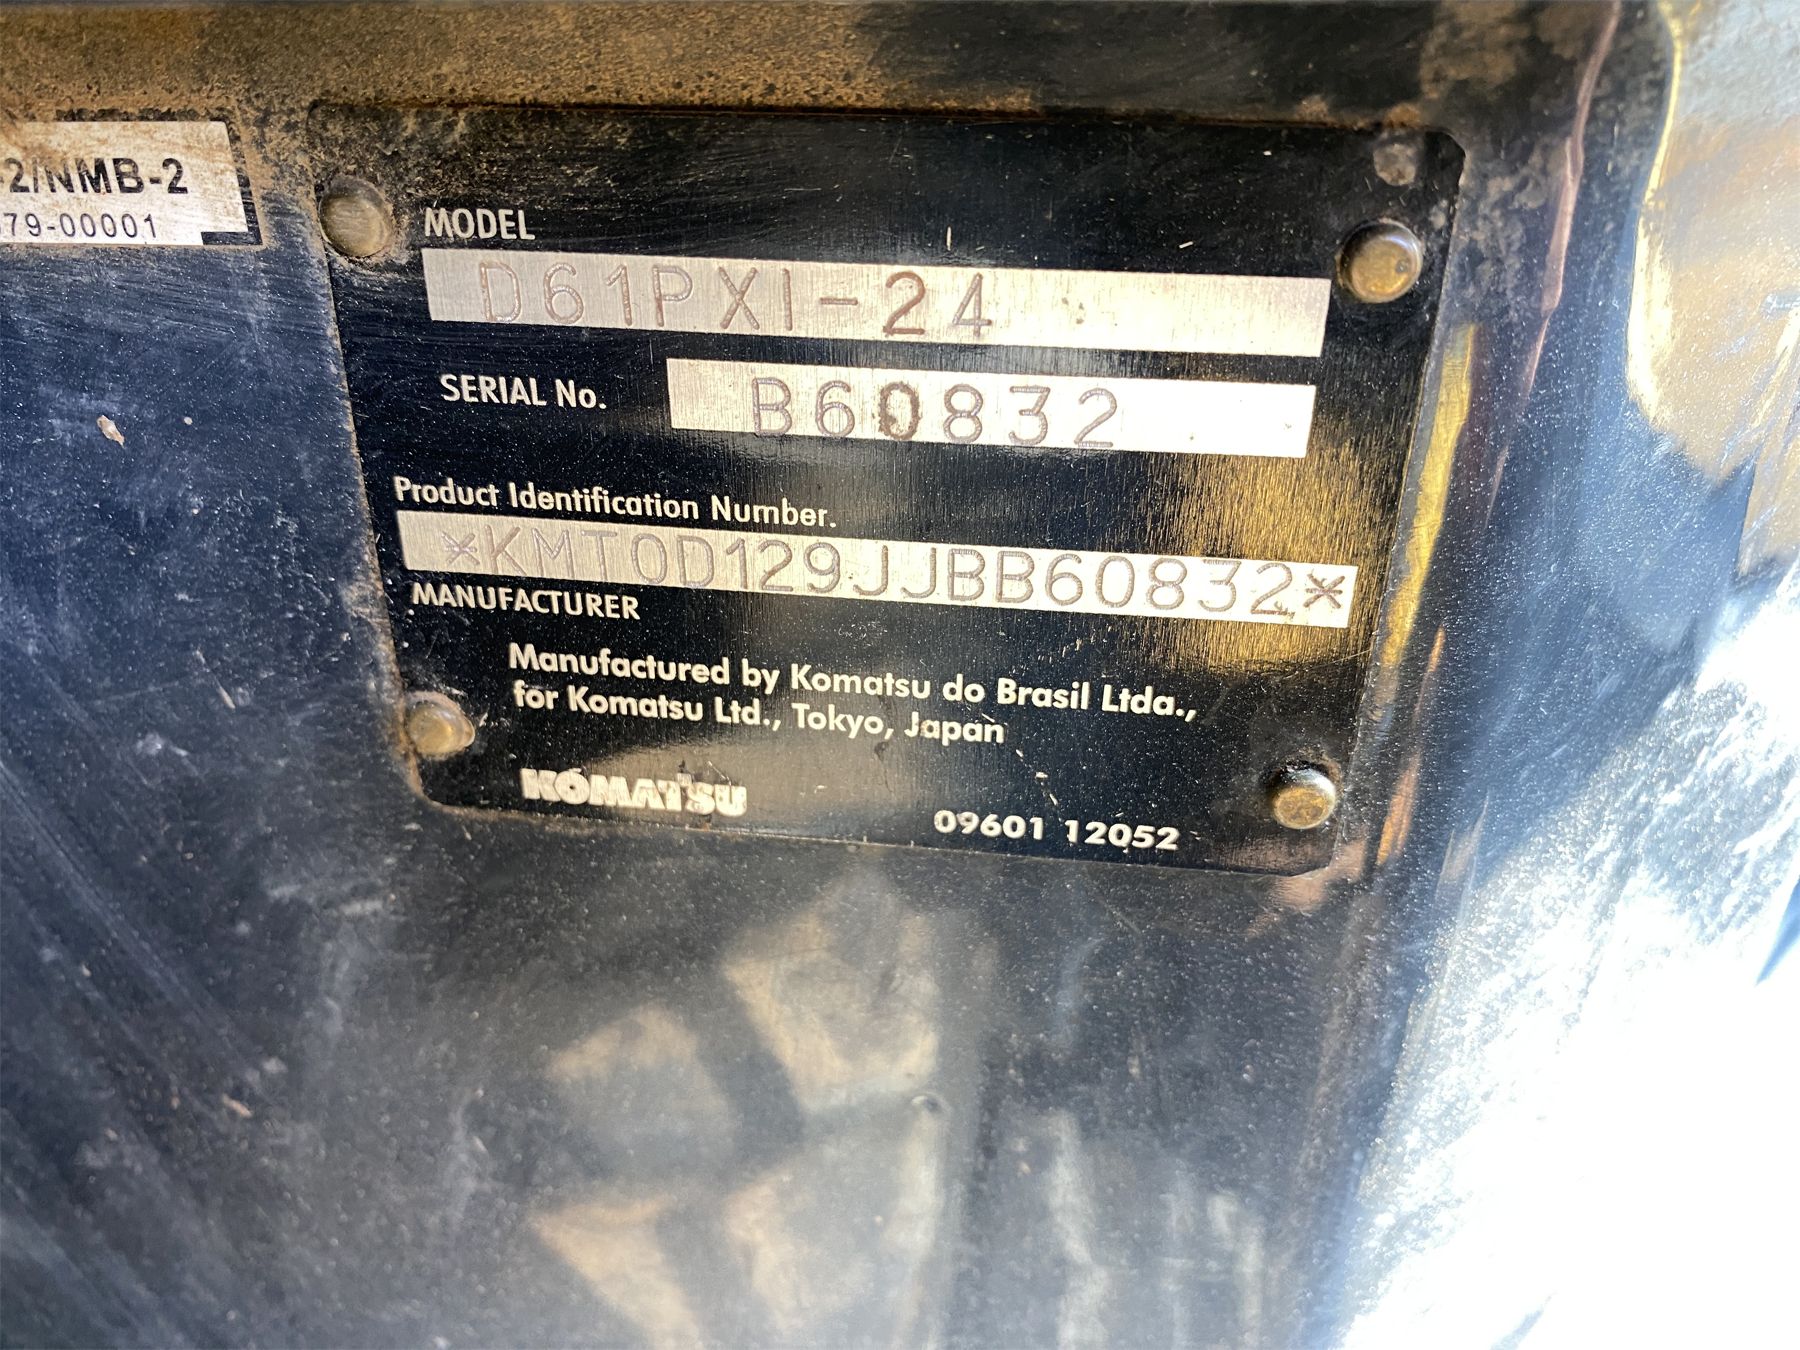 -2/NMB-2
79-00001
MODEL
D61PXI-24
SERIAL No.
B60832
Product Identification Number.
*KMT0D129JJBB60832*
MANUFACTURER
Manufactured by Komatsu do Brasil Ltda.,
for Komatsu Ltd., Tokyo, Japan
KOMATSU
09601 12052